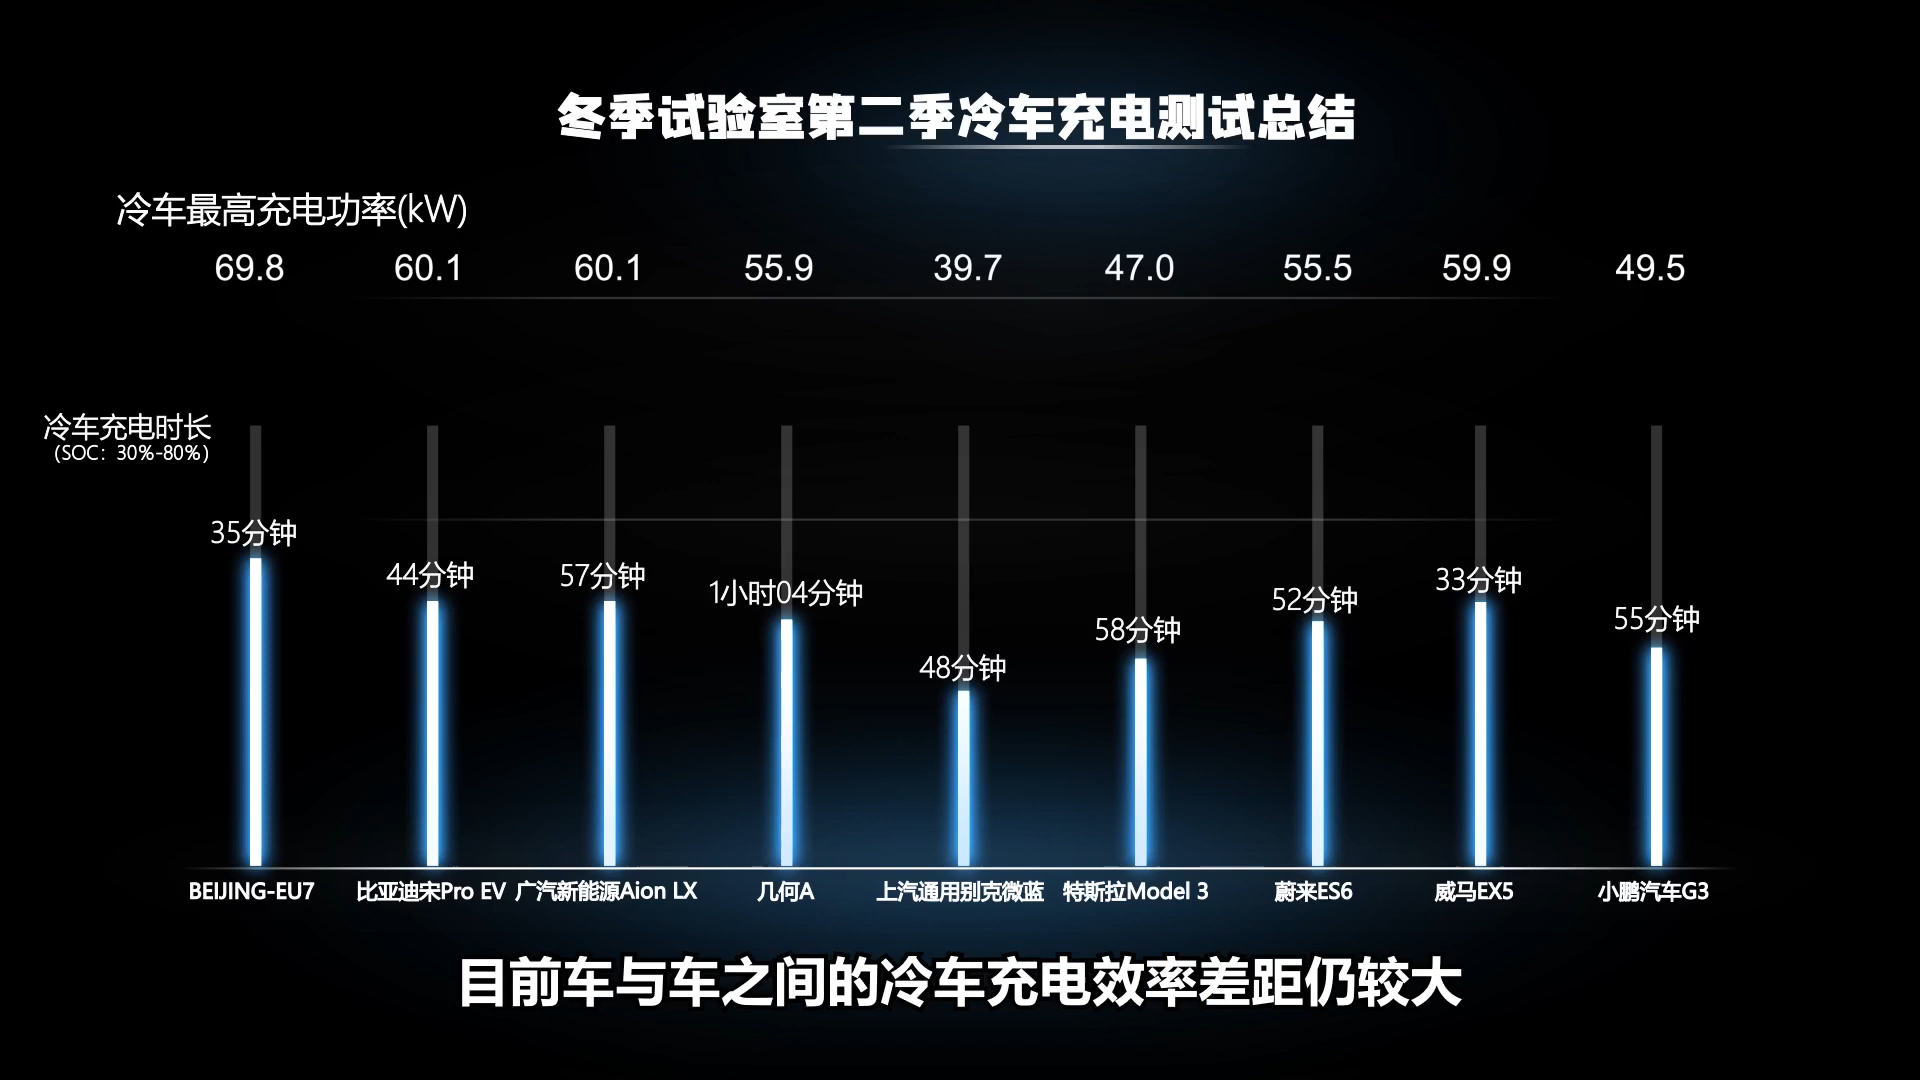 冬季试验室第二季冷车充电测试总结
冷车最高充电功率(kW)
69.8 60.1 60.1 55.9 39.7 47.0 55.5 59.9 49.5
冷车充电时长
(SOC：30%-80%)
35分钟 44分钟 57分钟 1小时04分钟 48分钟 58分钟 52分钟 33分钟 55分钟
BEIJING-EU7 比亚迪宋Pro EV 广汽新能源Aion LX 几何A 上汽通用别克微蓝 特斯拉Model 3 蔚来ES6 威马EX5 小鹏汽车G3
目前车与车之间的冷车充电效率差距仍较大